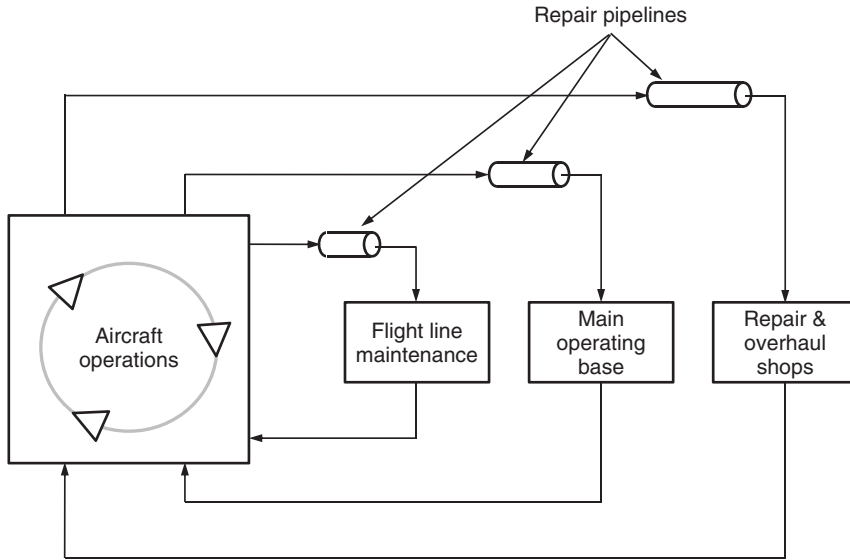 Repair pipelines
Aircraft
operations
Flight line
maintenance
Main
operating
base
Repair &
overhaul
shops